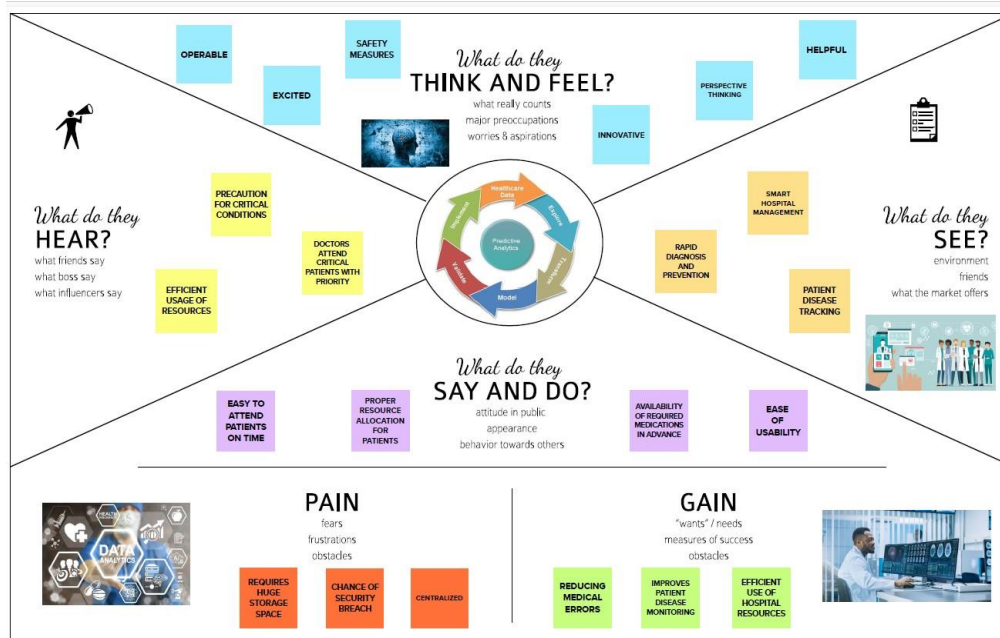 What do they
THINK AND FEEL?
what really counts
major preoccupations
worries & aspirations
OPERABLE
SAFETY
MEASURES
EXCITED
INNOVATIVE
PERSPECTIVE
THINKING
HELPFUL
What do they
HEAR?
what friends say
what boss say
what influencers say
PRECAUTION
FOR CRITICAL
CONDITIONS
DOCTORS
ATTEND
CRITICAL
PATIENTS WITH
PRIORITY
EFFICIENT
USAGE OF
RESOURCES
Healthcare
Data
Explore
Transform
Model
Validate
Implement
Predictive
Analytics
What do they
SEE?
environment
friends
what the market offers
SMART
HOSPITAL
MANAGEMENT
RAPID
DIAGNOSIS
AND
PREVENTION
PATIENT
DISEASE
TRACKING
What do they
SAY AND DO?
attitude in public
appearance
behavior towards others
EASY TO
ATTEND
PATIENTS
ON TIME
PROPER
RESOURCE
ALLOCATION
FOR
PATIENTS
AVAILABILITY
OF REQUIRED
MEDICATIONS
IN ADVANCE
EASE
OF
USABILITY
PAIN
fears
frustrations
obstacles
HEALTH
DATA
ANALYTICS
REQUIRES
HUGE
STORAGE
SPACE
CHANCE OF
SECURITY
BREACH
CENTRALIZED
GAIN
"wants" / needs
measures of success
obstacles
REDUCING
MEDICAL
ERRORS
IMPROVES
PATIENT
DISEASE
MONITORING
EFFICIENT
USE OF
HOSPITAL
RESOURCES